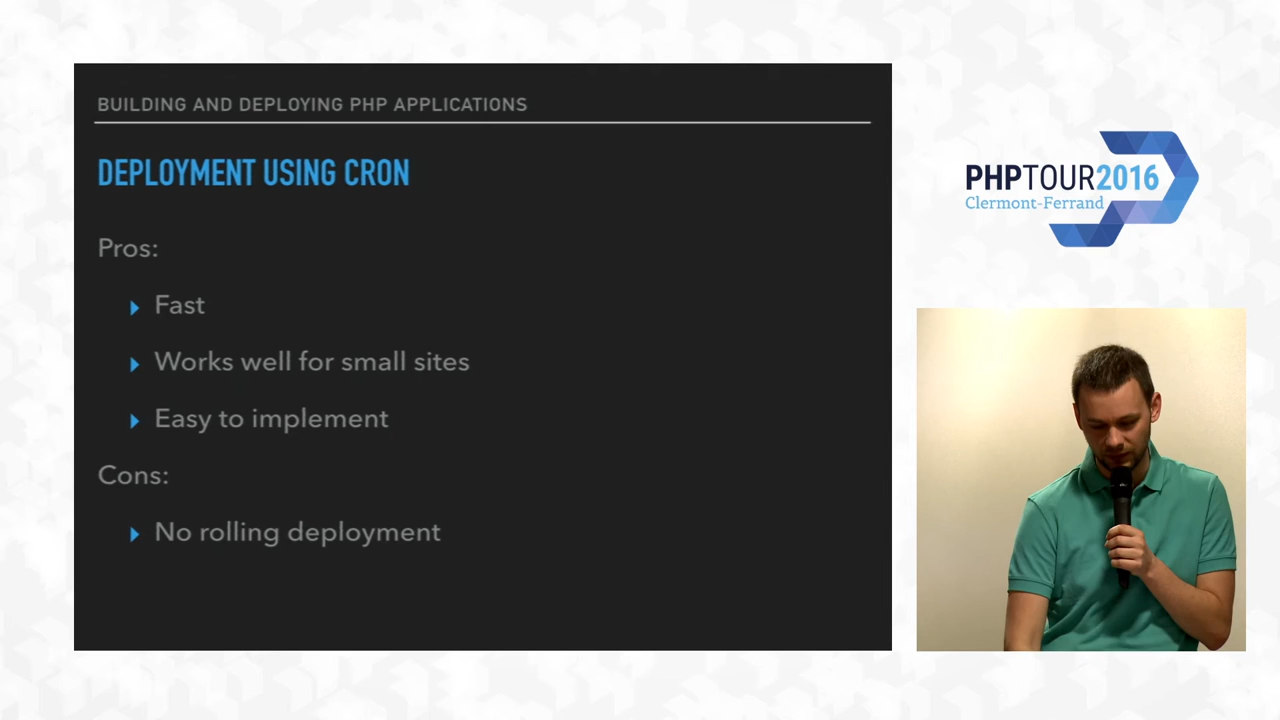 BUILDING AND DEPLOYING PHP APPLICATIONS
DEPLOYMENT USING CRON
Pros:
Fast
Works well for small sites
Easy to implement
Cons:
No rolling deployment
PHPTOUR2016
Clermont-Ferrand